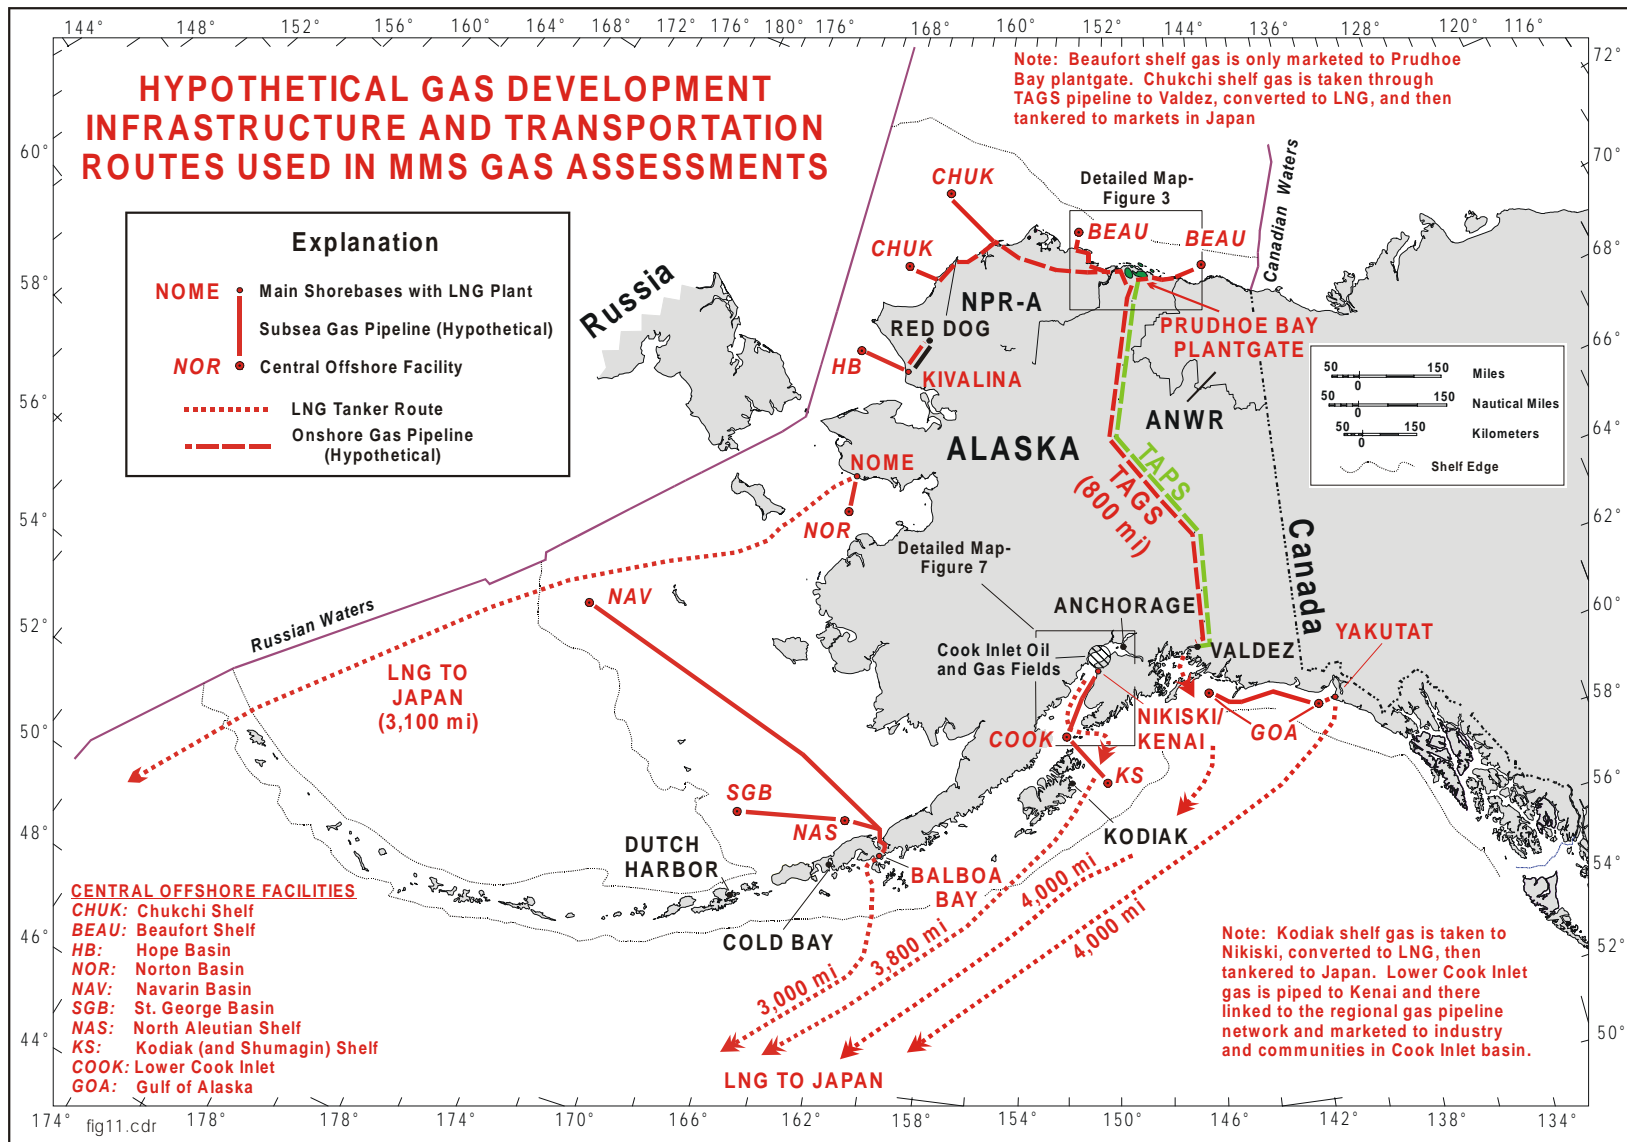 144° 148° 152° 156° 160° 164° 168° 172° 176° 180° 176° 168° 160° 152° 144° 136° 128° 120° 116°
72°
70°
68°
66°
64°
62°
60°
58°
56°
54°
52°
50°
60°
58°
56°
54°
52°
50°
48°
46°
44°
HYPOTHETICAL GAS DEVELOPMENT
INFRASTRUCTURE AND TRANSPORTATION
ROUTES USED IN MMS GAS ASSESSMENTS
Note: Beaufort shelf gas is only marketed to Prudhoe
Bay plantgate. Chukchi shelf gas is taken through
TAGS pipeline to Valdez, converted to LNG, and then
tankered to markets in Japan
Explanation
NOME Main Shorebases with LNG Plant
Subsea Gas Pipeline (Hypothetical)
NOR Central Offshore Facility
LNG Tanker Route
Onshore Gas Pipeline
(Hypothetical)
Russia
CHUK
CHUK
Detailed Map-
Figure 3
BEAU
BEAU
Canadian Waters
NPR-A
RED DOG
HB
KIVALINA
PRUDHOE BAY
PLANTGATE
ANWR
50 150 Miles
0
50 150 Nautical Miles
0
50 150 Kilometers
0
Shelf Edge
ALASKA
TAPS
TAGS
(800 mi)
Canada
NOME
NOR
Detailed Map-
Figure 7
NAV
Russian Waters
ANCHORAGE
Cook Inlet Oil
and Gas Fields
VALDEZ
YAKUTAT
LNG TO
JAPAN
(3,100 mi)
NIKISKI/
KENAI
COOK
GOA
KS
SGB
NAS
KODIAK
DUTCH
HARBOR
BALBOA
BAY
COLD BAY
3,000 mi
3,800 mi
4,000 mi
4,000 mi
LNG TO JAPAN
CENTRAL OFFSHORE FACILITIES
CHUK: Chukchi Shelf
BEAU: Beaufort Shelf
HB: Hope Basin
NOR: Norton Basin
NAV: Navarin Basin
SGB: St. George Basin
NAS: North Aleutian Shelf
KS: Kodiak (and Shumagin) Shelf
COOK: Lower Cook Inlet
GOA: Gulf of Alaska
Note: Kodiak shelf gas is taken to
Nikiski, converted to LNG, then
tankered to Japan. Lower Cook Inlet
gas is piped to Kenai and there
linked to the regional gas pipeline
network and marketed to industry
and communities in Cook Inlet basin.
174° 178° 178° 170° 166° 162° 158° 154° 150° 146° 142° 138° 134°
fig11.cdr